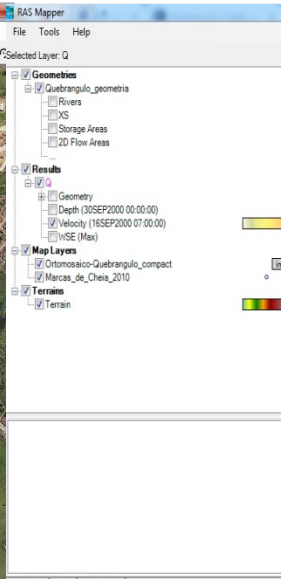 RAS Mapper
File Tools Help
Selected Layer: Q
Geometries
Quebrangulo_geometria
Rivers
XS
Storage Areas
2D Flow Areas
...
Results
Q
Geometry
Depth (30SEP2000 00:00:00)
Velocity (16SEP2000 07:00:00)
WSE (Max)
Map Layers
Ortomosaico-Quebrangulo_compact
Marcas_de_Cheia_2010
Terrains
Terrain